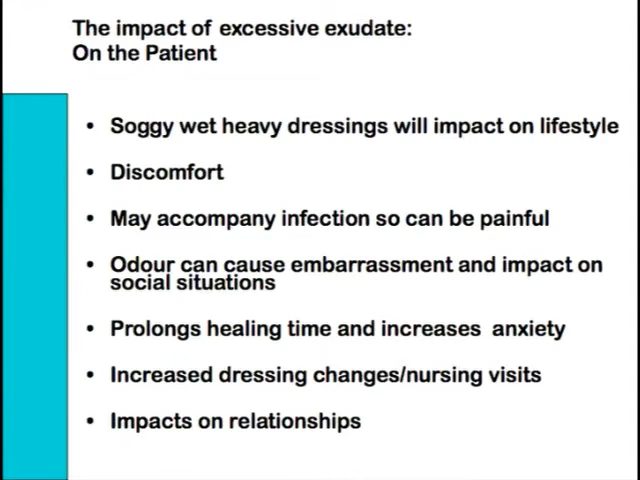 The impact of excessive exudate:
On the Patient
• Soggy wet heavy dressings will impact on lifestyle
• Discomfort
• May accompany infection so can be painful
• Odour can cause embarrassment and impact on
social situations
• Prolongs healing time and increases anxiety
• Increased dressing changes/nursing visits
• Impacts on relationships